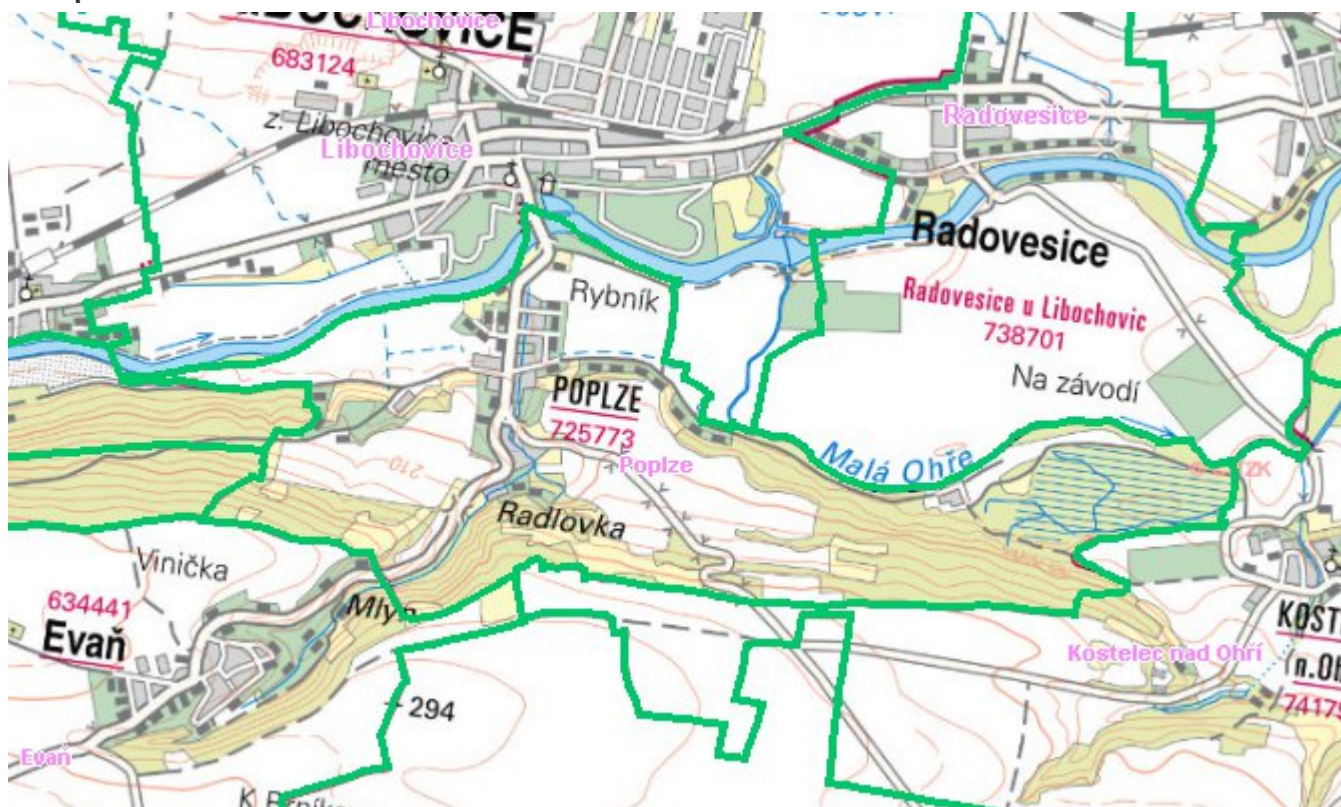 Libochovice
683124
z. Libochovice
město
Libochovice
Radovesice
Radovesice
Rybník
Radovesice u Libochovic
738701
Na závodí
POPLZE
725773
Malá Ohře
210
Poplze
Radlovka
Vinička
634441
Evaň
Mlýn
Kostelec nad Ohří
294
Evaň